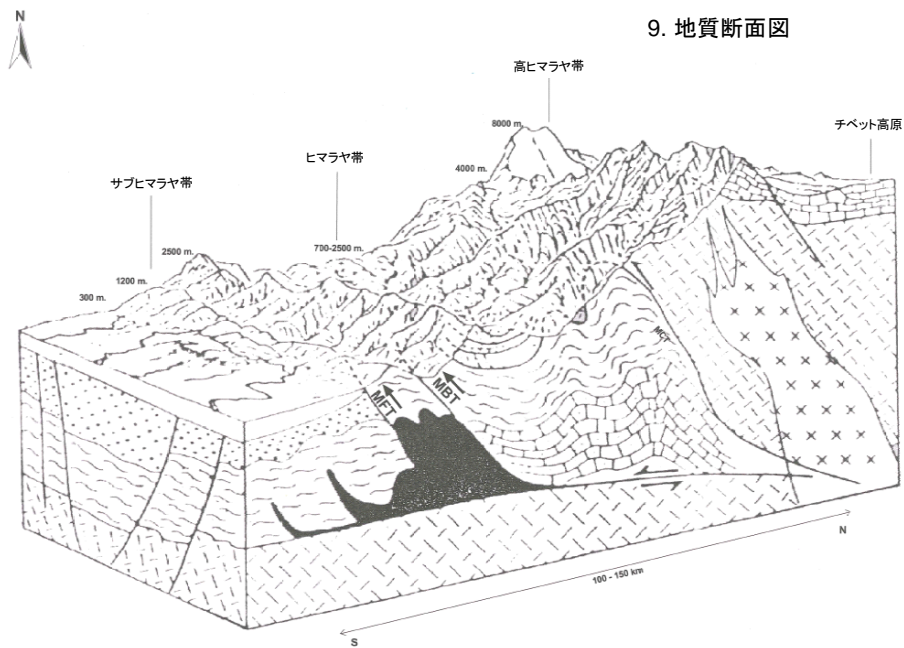 N
9. 地質断面図
高ヒマラヤ帯
8000 m.
チベット高原
ヒマラヤ帯
4000 m.
サブヒマラヤ帯
2500 m.
700-2500 m.
1200 m.
300 m.
MCT
MBT
MFT
N
100 - 150 km
S